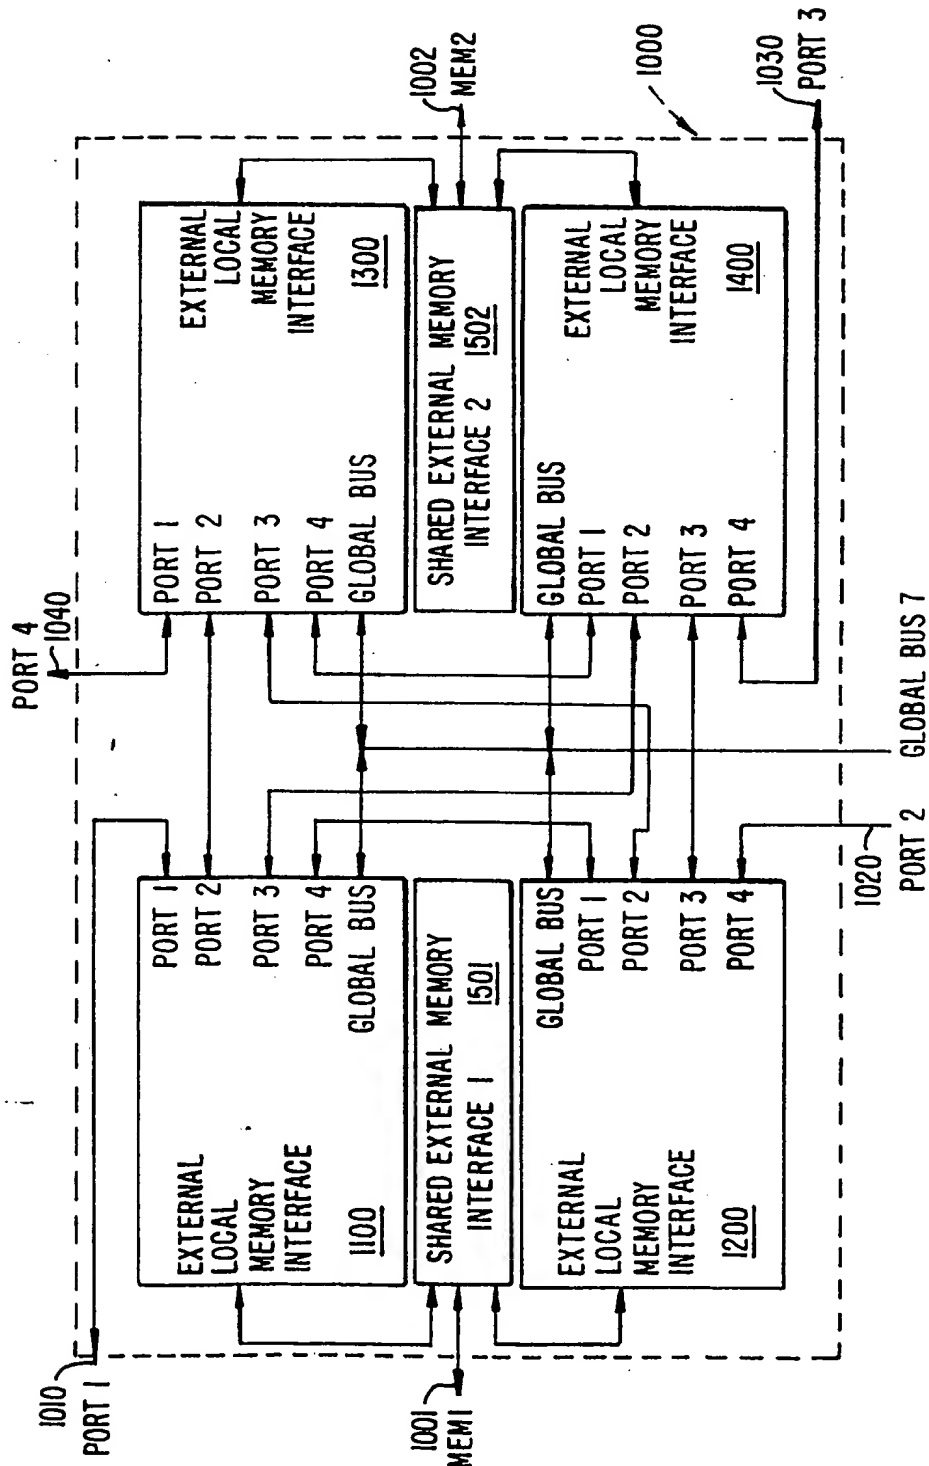 1010
PORT 1
1001
MEM1
EXTERNAL
LOCAL
MEMORY
INTERFACE
1100
PORT 1
PORT 2
PORT 3
PORT 4
GLOBAL BUS
SHARED EXTERNAL MEMORY
INTERFACE 1
1501
EXTERNAL
LOCAL
MEMORY
INTERFACE
1200
GLOBAL BUS
PORT 1
PORT 2
PORT 3
PORT 4
1020
PORT 2
GLOBAL BUS 7
PORT 4
1040
PORT 1
PORT 2
PORT 3
PORT 4
GLOBAL BUS
EXTERNAL
LOCAL
MEMORY
INTERFACE
1300
SHARED EXTERNAL MEMORY
INTERFACE 2
1502
GLOBAL BUS
PORT 1
PORT 2
PORT 3
PORT 4
EXTERNAL
LOCAL
MEMORY
INTERFACE
1400
1002
MEM2
1000
1030
PORT 3